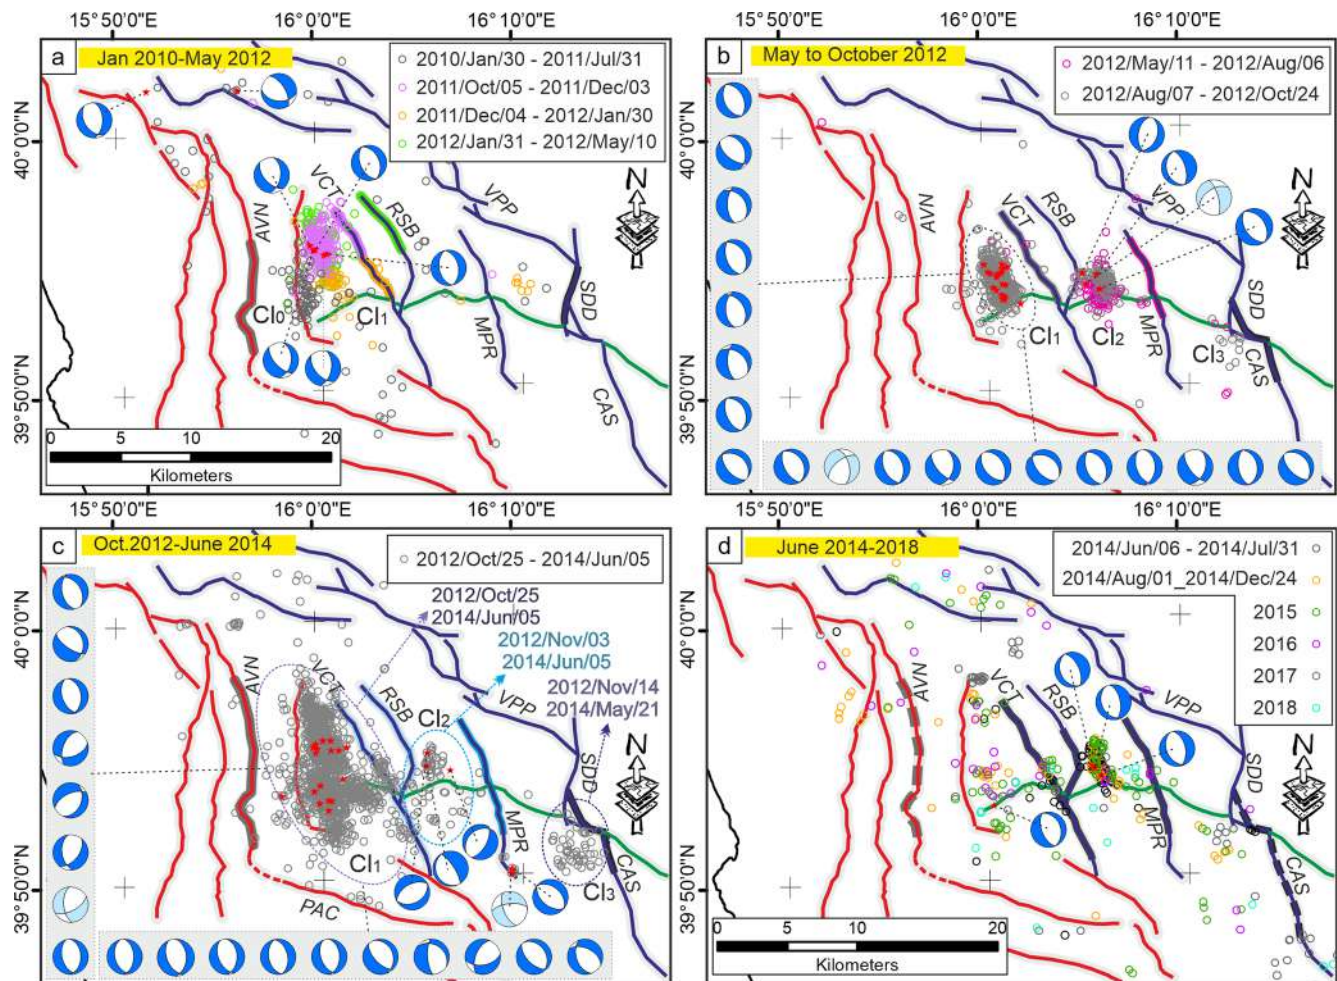 15°50'0"E
16°00'0"E
16°10'0"E
15°50'0"E
16°00'0"E
16°10'0"E
a
Jan 2010-May 2012
2010/Jan/30 - 2011/Jul/31
2011/Oct/05 - 2011/Dec/03
2011/Dec/04 - 2012/Jan/30
2012/Jan/31 - 2012/May/10
40°0'0"N
39°50'0"N
AVN
VCT
RSB
VPP
SDD
MPR
CAS
Cl0
Cl1
N
0
5
10
20
Kilometers
b
May to October 2012
2012/May/11 - 2012/Aug/06
2012/Aug/07 - 2012/Oct/24
40°0'0"N
39°50'0"N
AVN
VCT
RSB
VPP
SDD
MPR
CAS
Cl1
Cl2
Cl3
N
15°50'0"E
16°00'0"E
16°10'0"E
15°50'0"E
16°00'0"E
16°10'0"E
c
Oct.2012-June 2014
2012/Oct/25 - 2014/Jun/05
2012/Oct/25
2014/Jun/05
2012/Nov/03
2014/Jun/05
2012/Nov/14
2014/May/21
40°0'0"N
39°50'0"N
AVN
VCT
RSB
Cl2
VPP
SDD
MPR
CAS
Cl1
Cl3
PAC
N
d
June 2014-2018
2014/Jun/06 - 2014/Jul/31
2014/Aug/01_2014/Dec/24
2015
2016
2017
2018
40°0'0"N
39°50'0"N
AVN
VCT
RSB
VPP
SDD
MPR
CAS
N
0
5
10
20
Kilometers